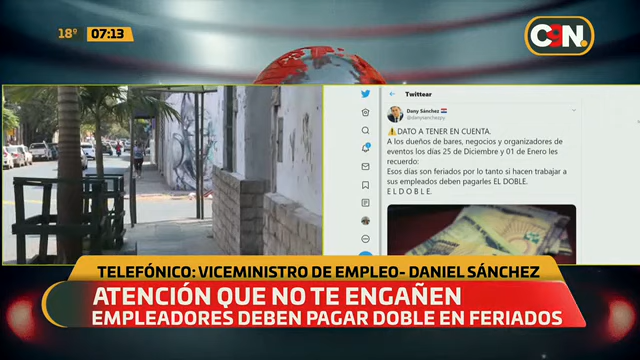 18º
07:13
C9N.
Twittear
Dany Sánchez 🇵🇾
@danysanchezpy
⚠DATO A TENER EN CUENTA.
A los dueños de bares, negocios y organizadores de
eventos los días 25 de Diciembre y 01 de Enero les
recuerdo:
Esos días son feriados por lo tanto si hacen trabajar a
sus empleados deben pagarles EL DOBLE.
E L D O B L E.
TELEFÓNICO: VICEMINISTRO DE EMPLEO- DANIEL SÁNCHEZ
ATENCIÓN QUE NO TE ENGAÑEN
EMPLEADORES DEBEN PAGAR DOBLE EN FERIADOS